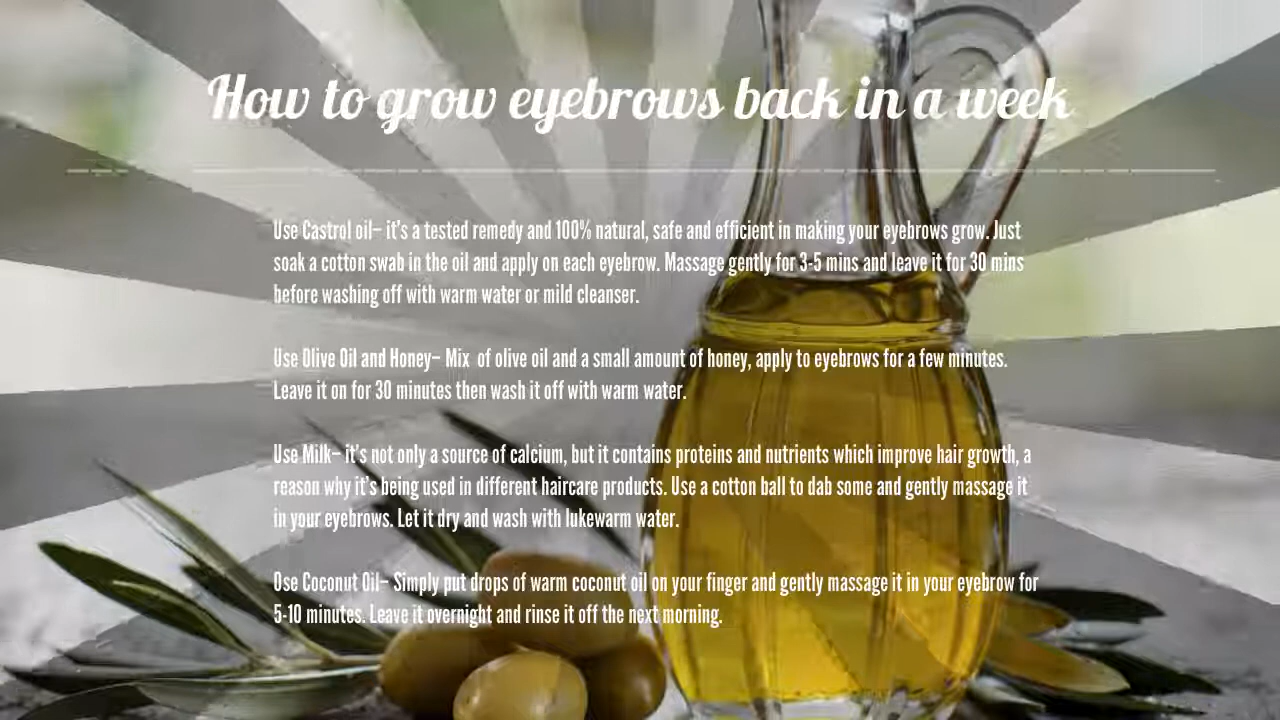 How to grow eyebrows back in a week
Use Castrol oil– it's a tested remedy and 100% natural, safe and efficient in making your eyebrows grow. Just
soak a cotton swab in the oil and apply on each eyebrow. Massage gently for 3-5 mins and leave it for 30 mins
before washing off with warm water or mild cleanser.
Use Olive Oil and Honey– Mix of olive oil and a small amount of honey, apply to eyebrows for a few minutes.
Leave it on for 30 minutes then wash it off with warm water.
Use Milk– it's not only a source of calcium, but it contains proteins and nutrients which improve hair growth, a
reason why it's being used in different haircare products. Use a cotton ball to dab some and gently massage it
in your eyebrows. Let it dry and wash with lukewarm water.
Ose Coconut Oil– Simply put drops of warm coconut oil on your finger and gently massage it in your eyebrow for
5-10 minutes. Leave it overnight and rinse it off the next morning.